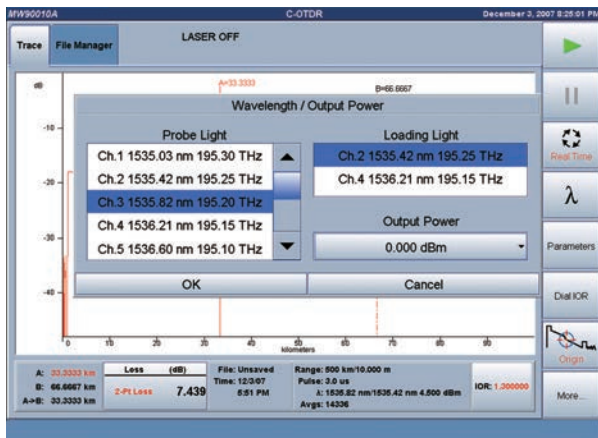 MW90010A C-OTDR December 3, 2007 8:25:01 PM
Trace File Manager LASER OFF
dB A=33.3333 B=66.6667
Wavelength / Output Power
Probe Light Loading Light
Ch.1 1535.03 nm 195.30 THz
Ch.2 1535.42 nm 195.25 THz
Ch.3 1535.82 nm 195.20 THz
Ch.4 1536.21 nm 195.15 THz
Ch.5 1536.60 nm 195.10 THz
Ch.2 1535.42 nm 195.25 THz
Ch.4 1536.21 nm 195.15 THz
Output Power
0.000 dBm
OK Cancel
-10
-20
-30
-40
0 10 20 30 40 50 60 70 80 90
kilometers
Real Time
λ
Parameters
Dial IOR
Origin
More...
A: 33.3333 km
B: 66.6667 km
A->B: 33.3333 km
Loss (dB)
2-Pt Loss 7.439
File: Unsaved
Time: 12/3/07
5:51 PM
Range: 500 km/10.000 m
Pulse: 3.0 us
λ: 1535.82 nm/1535.42 nm 4.500 dBm
Avgs: 14336
IOR: 1.000000